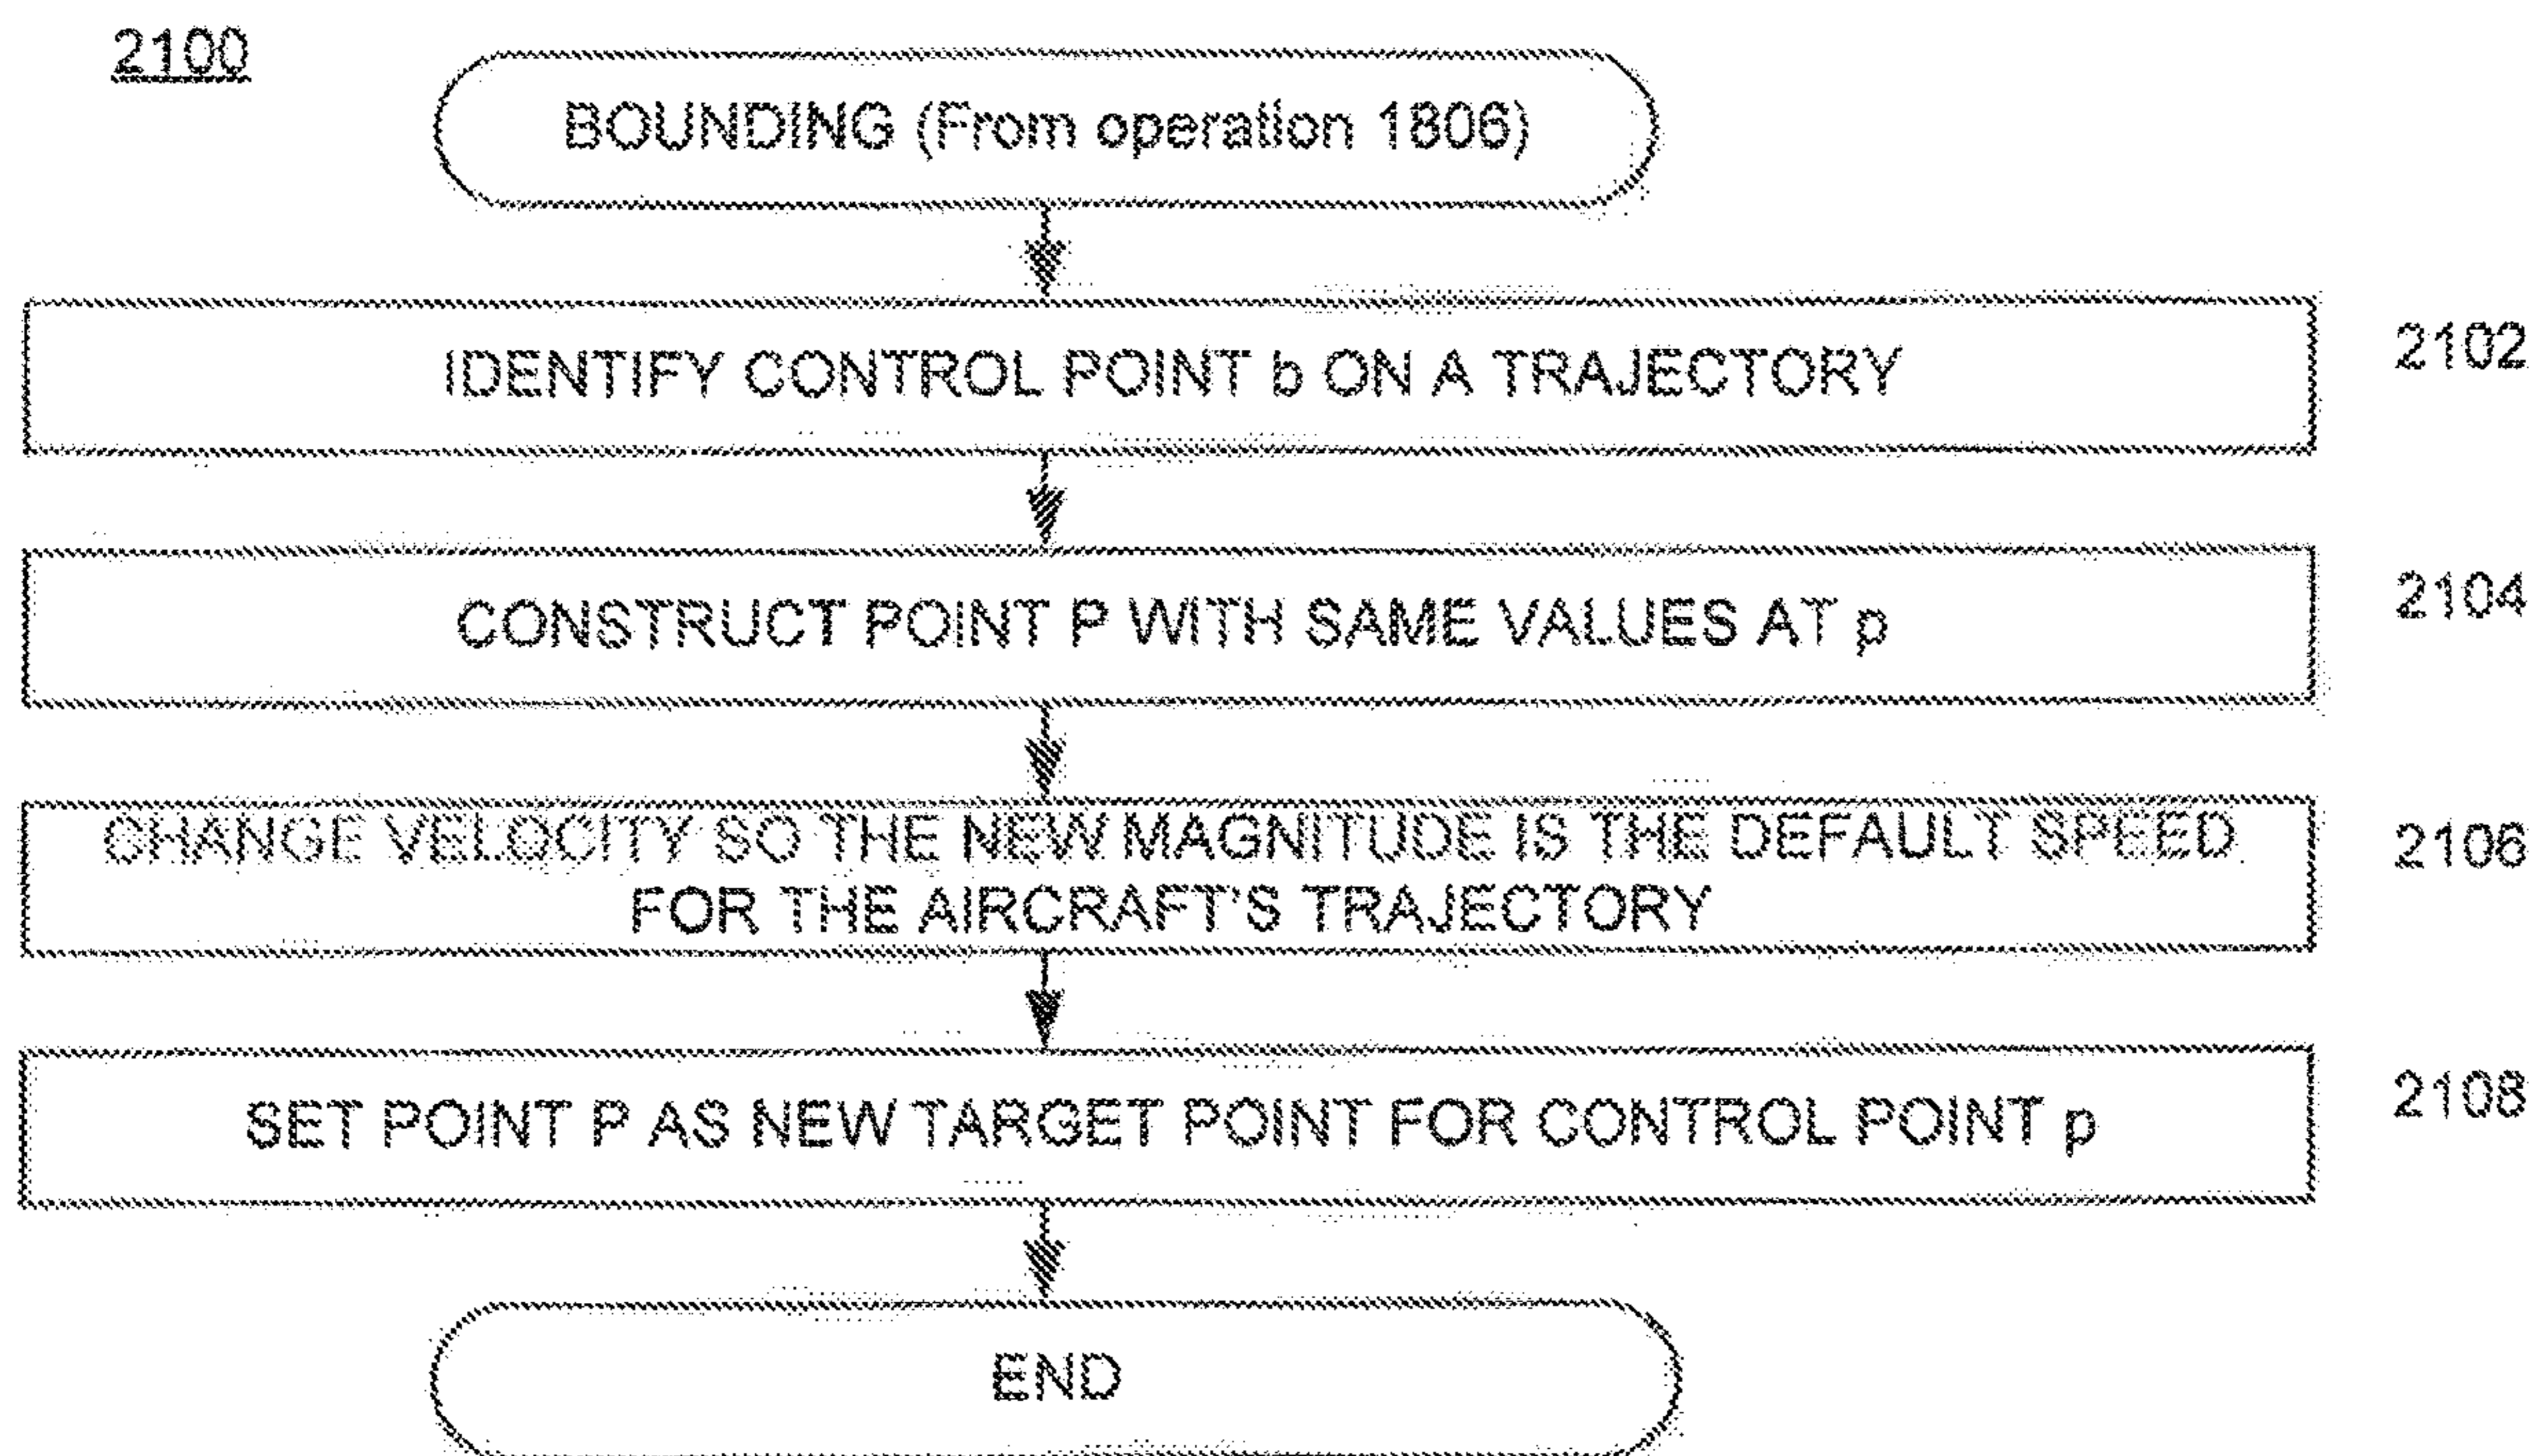 2100
BOUNDING (From operation 1806)
IDENTIFY CONTROL POINT b ON A TRAJECTORY
2102
CONSTRUCT POINT P WITH SAME VALUES AT p
2104
CHANGE VELOCITY SO THE NEW MAGNITUDE IS THE DEFAULT SPEED
FOR THE AIRCRAFT'S TRAJECTORY
2106
SET POINT P AS NEW TARGET POINT FOR CONTROL POINT p
2108
END